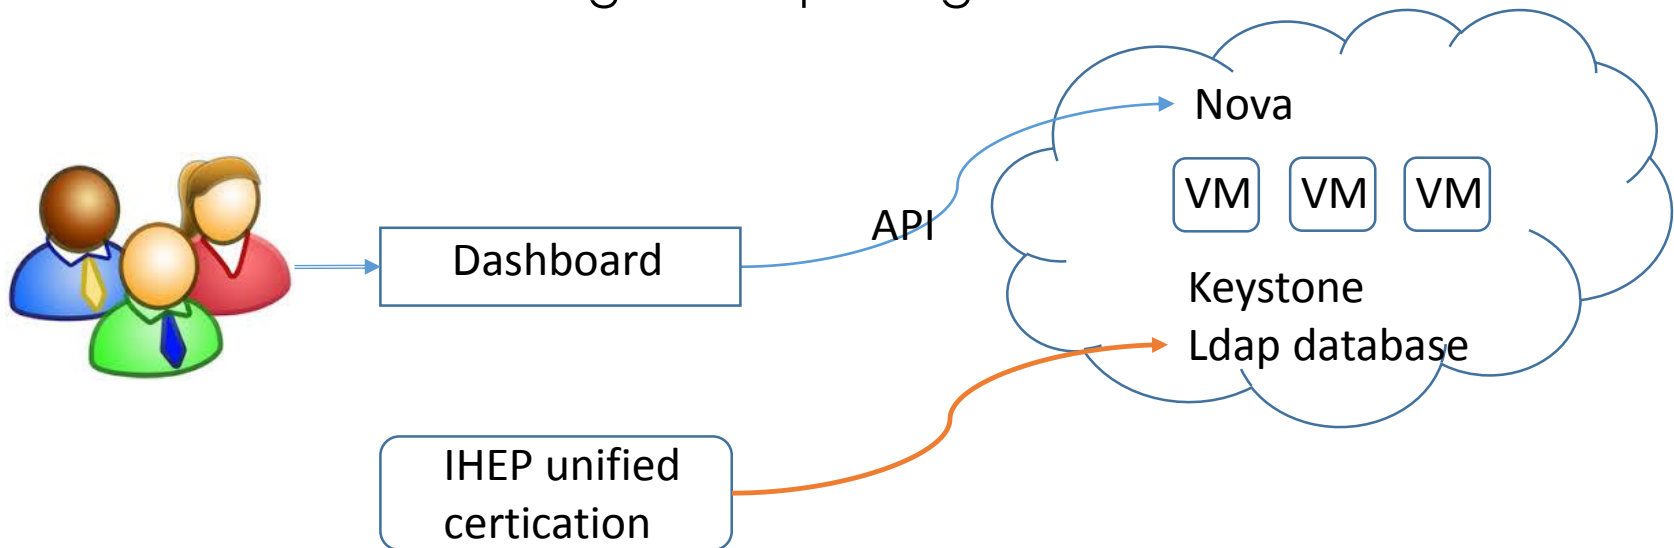 Nova
VM VM VM
API
Dashboard
Keystone
Ldap database
IHEP unified
certication